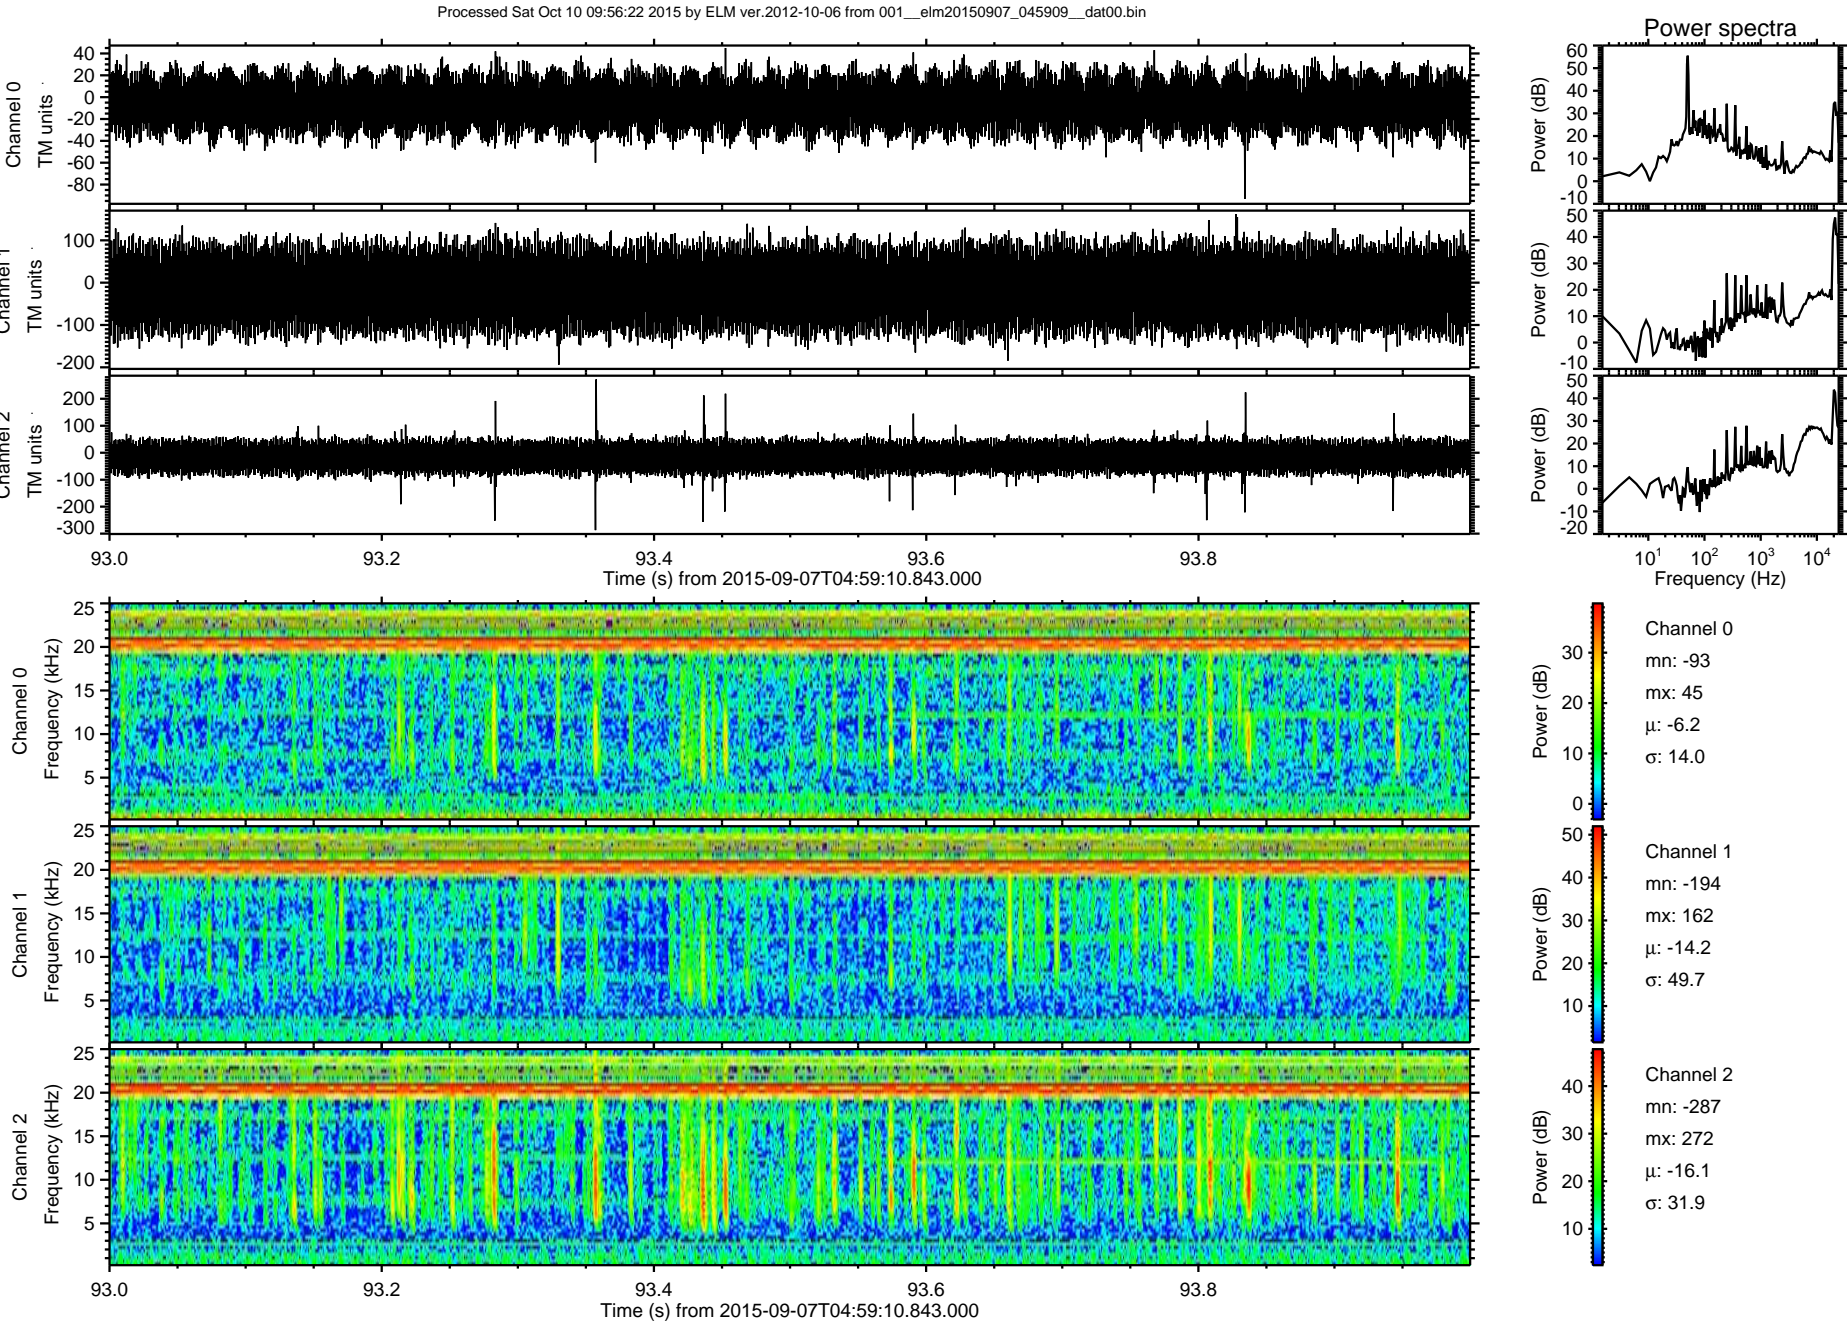 Processed Sat Oct 10 09:56:22 2015 by ELM ver.2012-10-06 from 001__elm20150907_045909__dat00.bin
Power spectra
Channel 0
TM units
40
20
0
-20
-40
-60
-80
Power (dB)
60
50
40
30
20
10
0
-10
Channel 1
TM units
100
0
-100
-200
Power (dB)
50
40
30
20
10
0
-10
Channel 2
TM units
200
100
0
-100
-200
-300
Power (dB)
50
40
30
20
10
0
-10
-20
93.0 93.2 93.4 93.6 93.8
Time (s) from 2015-09-07T04:59:10.843.000
10¹ 10² 10³ 10⁴
Frequency (Hz)
Channel 0
Frequency (kHz)
25
20
15
10
5
Power (dB)
30
20
10
0
Channel 0
mn: -93
mx: 45
μ: -6.2
σ: 14.0
Channel 1
Frequency (kHz)
25
20
15
10
5
Power (dB)
50
40
30
20
10
Channel 1
mn: -194
mx: 162
μ: -14.2
σ: 49.7
Channel 2
Frequency (kHz)
25
20
15
10
5
Power (dB)
40
30
20
10
Channel 2
mn: -287
mx: 272
μ: -16.1
σ: 31.9
93.0 93.2 93.4 93.6 93.8
Time (s) from 2015-09-07T04:59:10.843.000